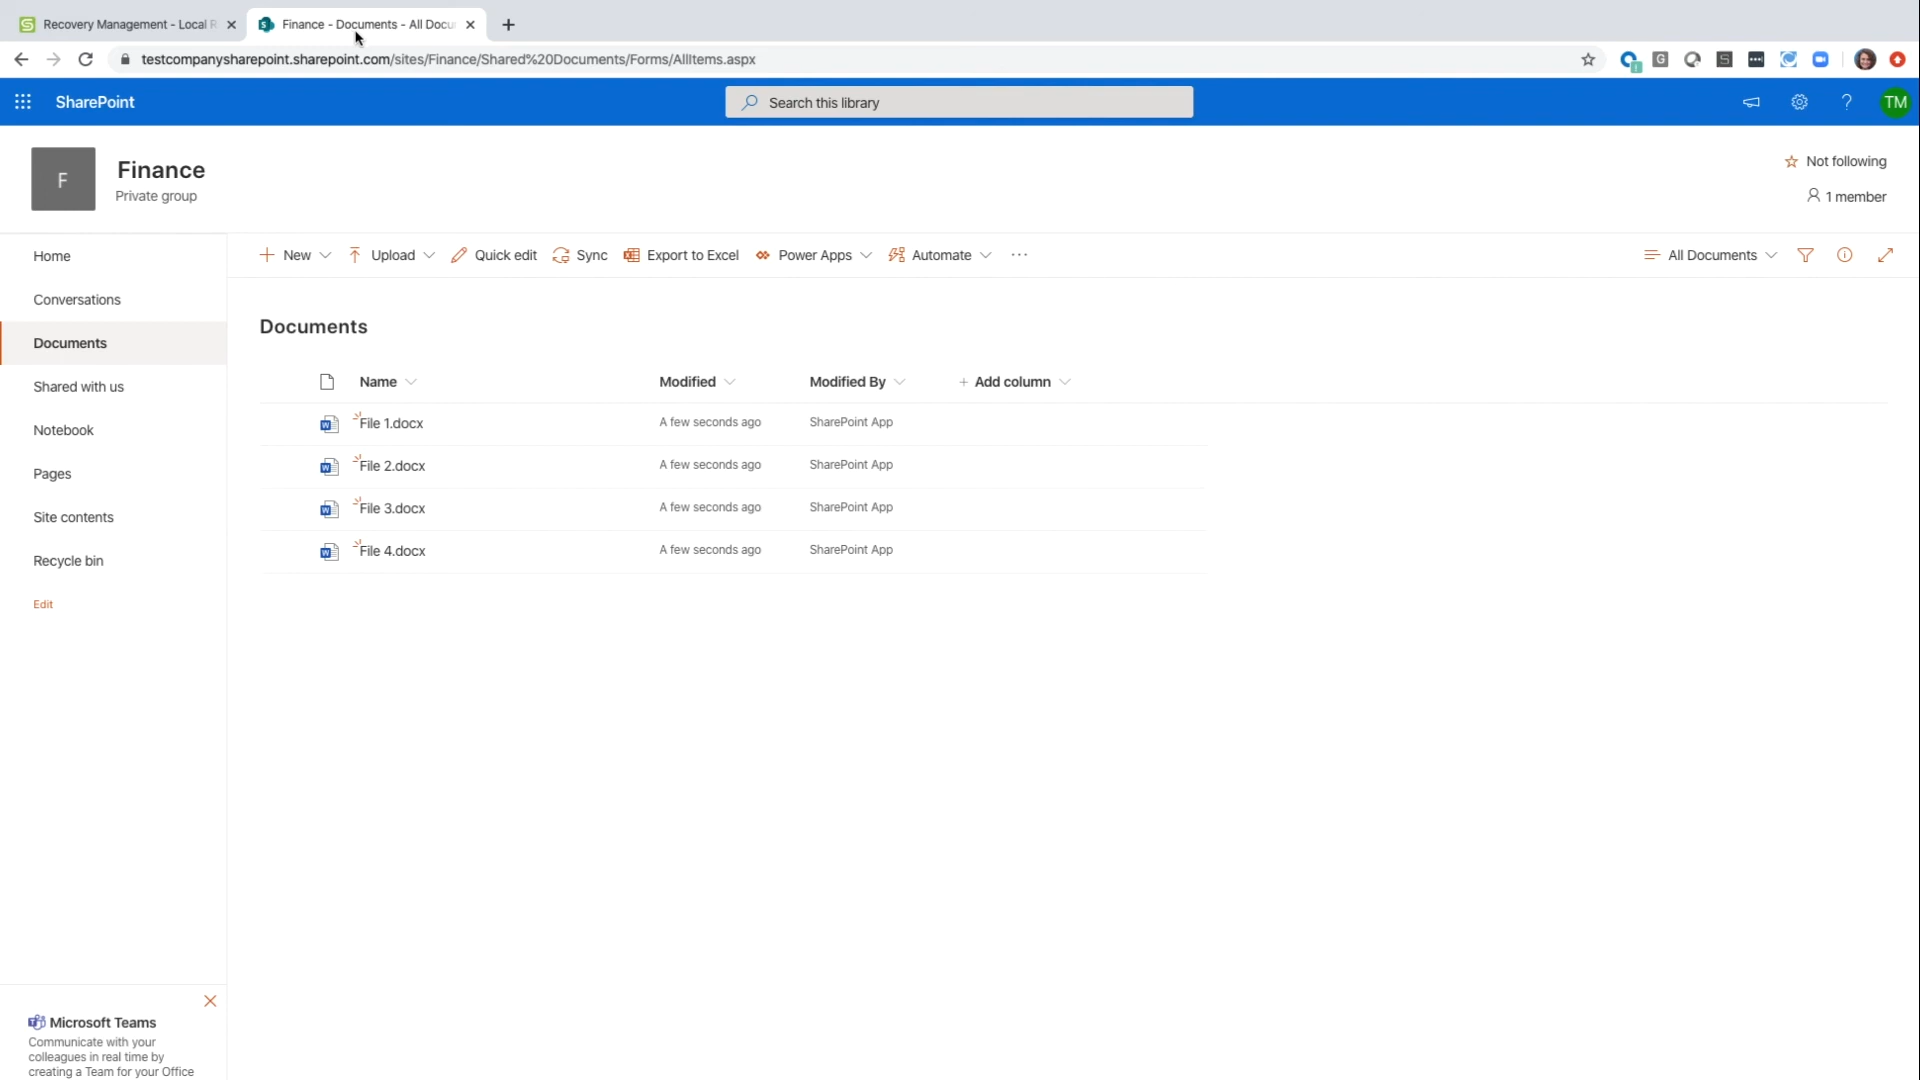 Recovery Management - Local R
Finance - Documents - All Docu
testcompanysharepoint.sharepoint.com/sites/Finance/Shared%20Documents/Forms/AllItems.aspx
SharePoint
Search this library
?
TM
F
Finance
Private group
Not following
1 member
Home
Conversations
Documents
Shared with us
Notebook
Pages
Site contents
Recycle bin
Edit
+ New
Upload
Quick edit
Sync
Export to Excel
Power Apps
Automate
...
All Documents
Documents
Name
Modified
Modified By
+ Add column
File 1.docx
A few seconds ago
SharePoint App
File 2.docx
A few seconds ago
SharePoint App
File 3.docx
A few seconds ago
SharePoint App
File 4.docx
A few seconds ago
SharePoint App
Microsoft Teams
Communicate with your
colleagues in real time by
creating a Team for your Office